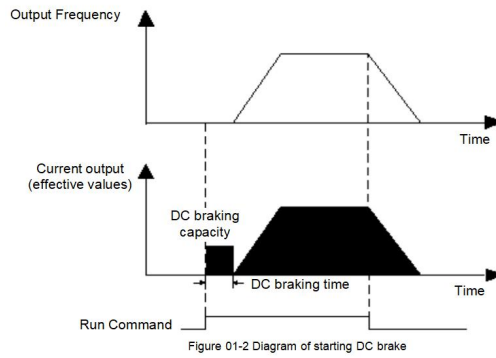 Output Frequency
Time
Current output
(effective values)
DC braking
capacity
DC braking time
Time
Run Command
Figure 01-2 Diagram of starting DC brake